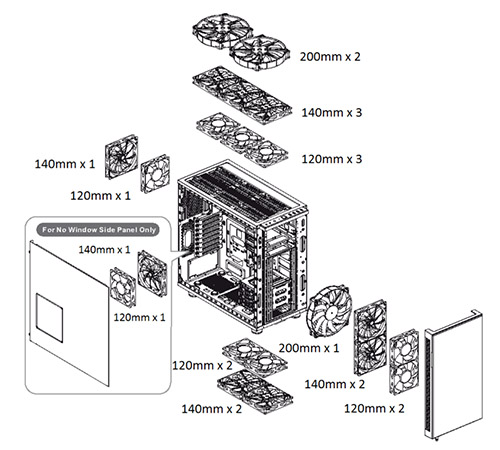 200mm x 2
140mm x 3
120mm x 3
140mm x 1
120mm x 1
For No Window Side Panel Only
140mm x 1
120mm x 1
200mm x 1
120mm x 2
140mm x 2
140mm x 2
120mm x 2